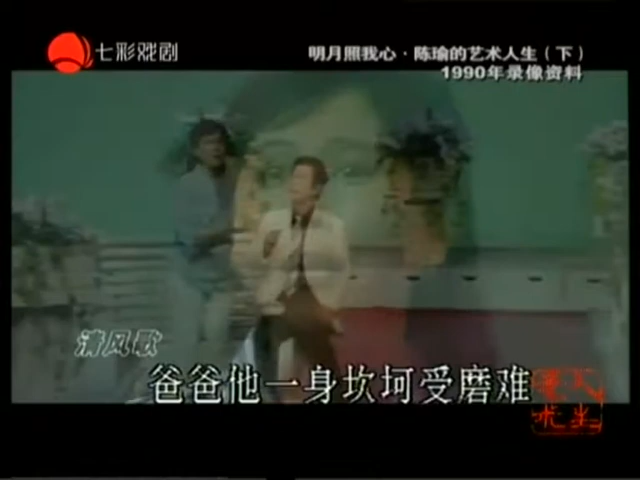 七彩戏剧
明月照我心·陈瑜的艺术人生（下）
1990年录像资料
清风歌
爸爸他一身坎坷受磨难